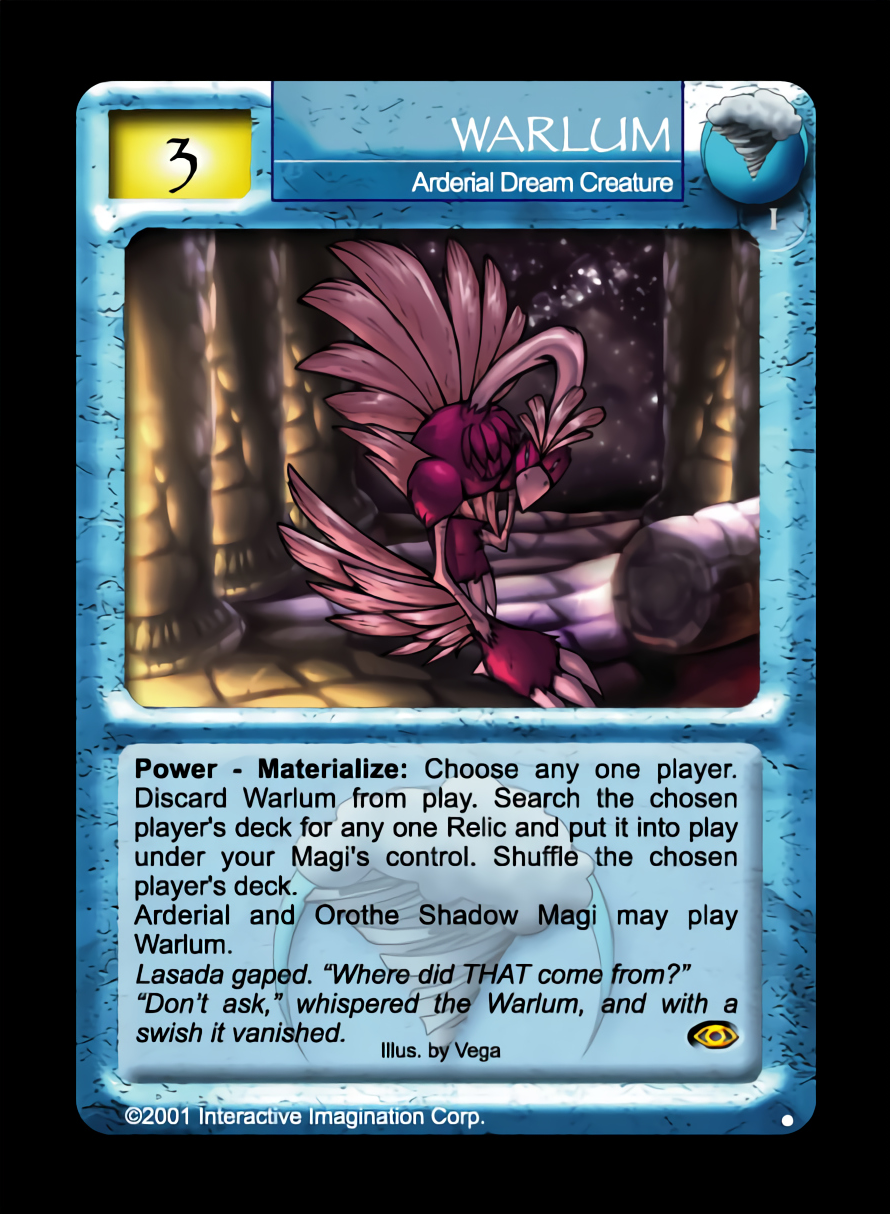 3
WARLUM
Arderial Dream Creature
I
Power - Materialize: Choose any one player.
Discard Warlum from play. Search the chosen
player's deck for any one Relic and put it into play
under your Magi's control. Shuffle the chosen
player's deck.
Arderial and Orothe Shadow Magi may play
Warlum.
Lasada gaped. “Where did THAT come from?”
“Don't ask,” whispered the Warlum, and with a
swish it vanished.
Illus. by Vega
©2001 Interactive Imagination Corp.